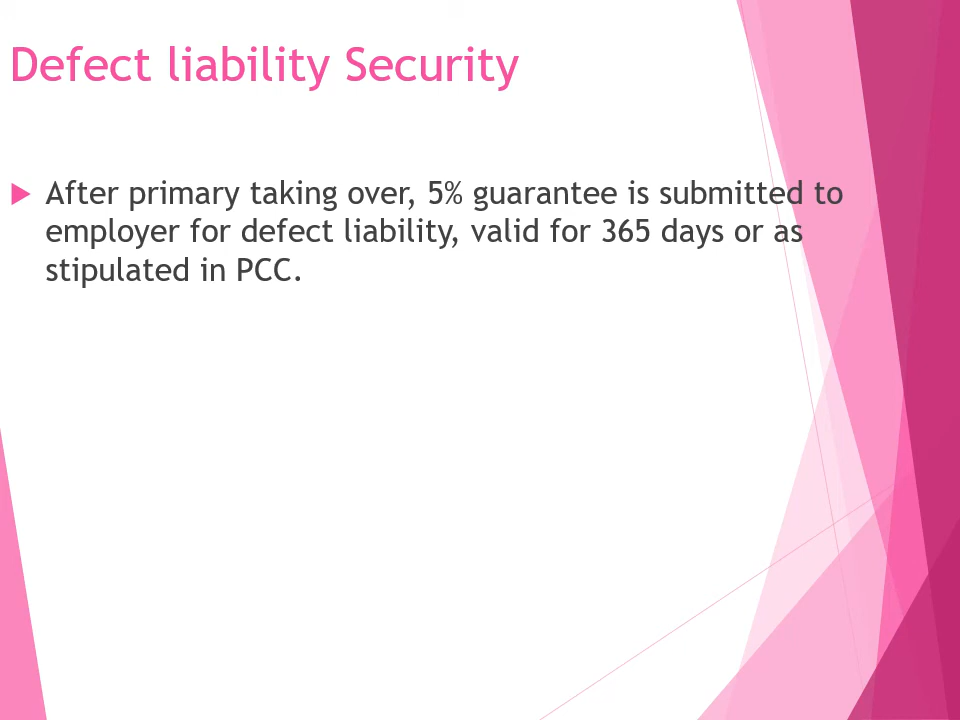 Defect liability Security
After primary taking over, 5% guarantee is submitted to
employer for defect liability, valid for 365 days or as
stipulated in PCC.